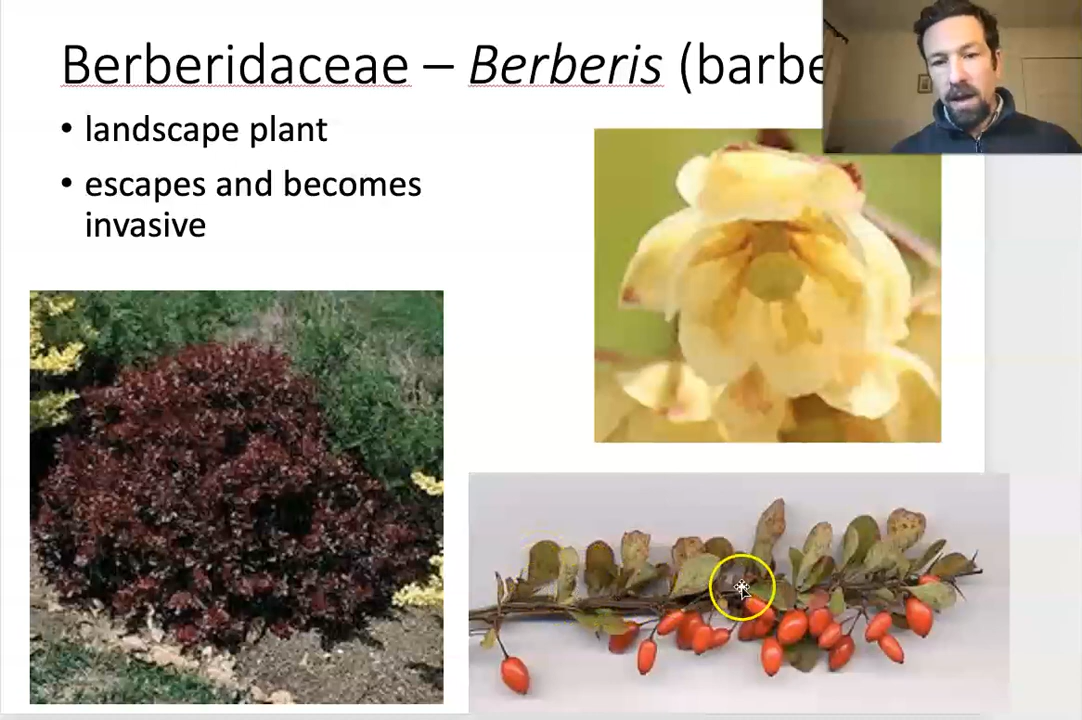 Berberidaceae – Berberis (barbe
• landscape plant
• escapes and becomes
invasive